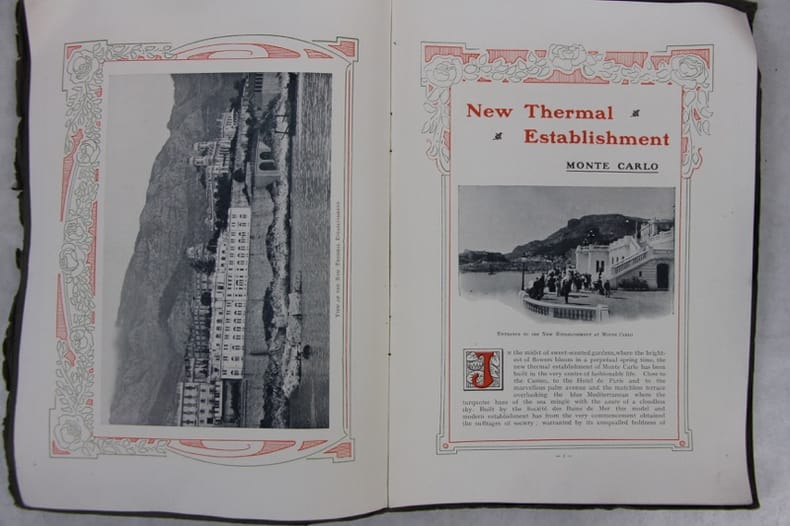 View of the New Thermal Establishment
New Thermal
Establishment
MONTE CARLO
Entrance to the New Establishment at Monte Carlo
In the midst of sweet-scented gardens, where the bright-
est of flowers bloom in a perpetual spring time, the
new thermal establishment of Monte Carlo has been
built in the very centre of fashionable life. Close to
the Casino, to the Hotel de Paris and to the
marvellous palm avenue and the matchless terrace
overlooking the blue Mediterranean where the
turquoise hues of the sea mingle with the azure of a cloudless
sky. Built by the Société des Bains de Mer this model and
modern establishment has from the very commencement obtained
the suffrages of society; warranted by its unequalled boldness of